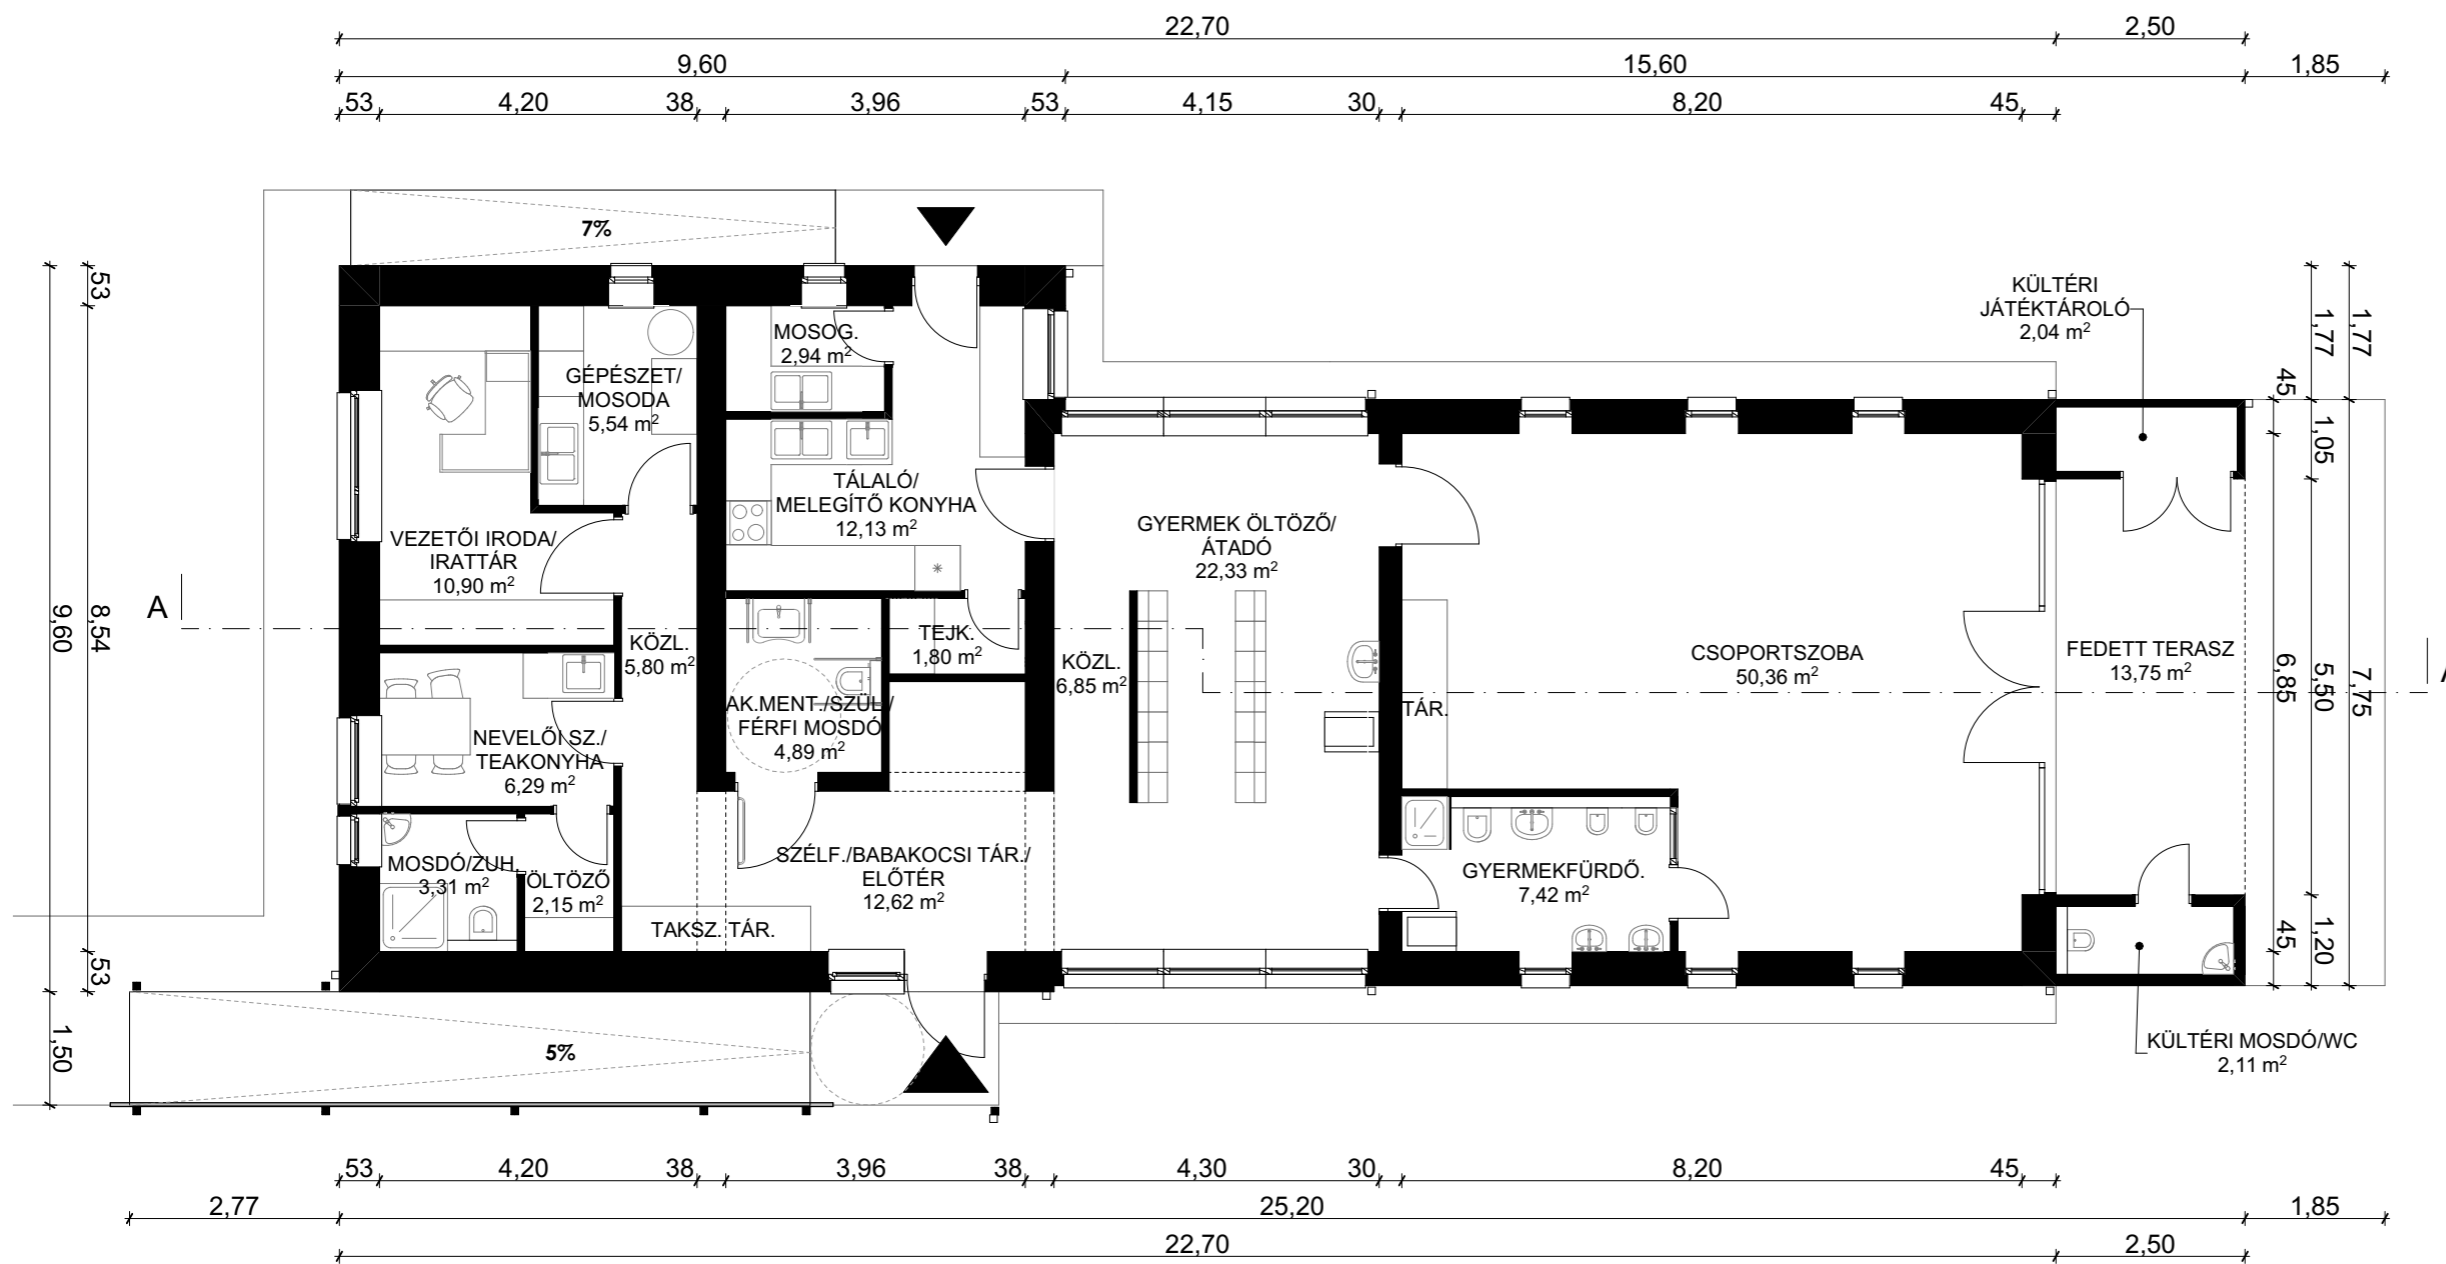 22,70
2,50
9,60
15,60
1,85
53
4,20
38
3,96
53
4,15
30
8,20
45
7%
53
8,54
9,60
53
1,50
A
MOSOG.
2,94 m²
GÉPÉSZET/
MOSODA
5,54 m²
TÁLALÓ/
MELEGÍTŐ KONYHA
12,13 m²
VEZETŐI IRODA/
IRATTÁR
10,90 m²
GYERMEK ÖLTÖZŐ/
ÁTADÓ
22,33 m²
KÜLTÉRI
JÁTÉKTÁROLÓ
2,04 m²
KÖZL.
5,80 m²
TEJK.
1,80 m²
KÖZL.
6,85 m²
CSOPORTSZOBA
50,36 m²
FEDETT TERASZ
13,75 m²
TÁR.
AK.MENT./SZÜL./
FÉRFI MOSDÓ
4,89 m²
NEVELŐI SZ./
TEAKONYHA
6,29 m²
MOSDÓ/ZUH.
3,31 m²
ÖLTÖZŐ
2,15 m²
SZÉLF./BABAKOCSI TÁR./
ELŐTÉR
12,62 m²
GYERMEKFÜRDŐ.
7,42 m²
TAKSZ. TÁR.
KÜLTÉRI MOSDÓ/WC
2,11 m²
5%
45
6,85
45
1,77
1,05
5,50
1,20
1,77
7,75
53
4,20
38
3,96
38
4,30
30
8,20
45
2,77
25,20
1,85
22,70
2,50